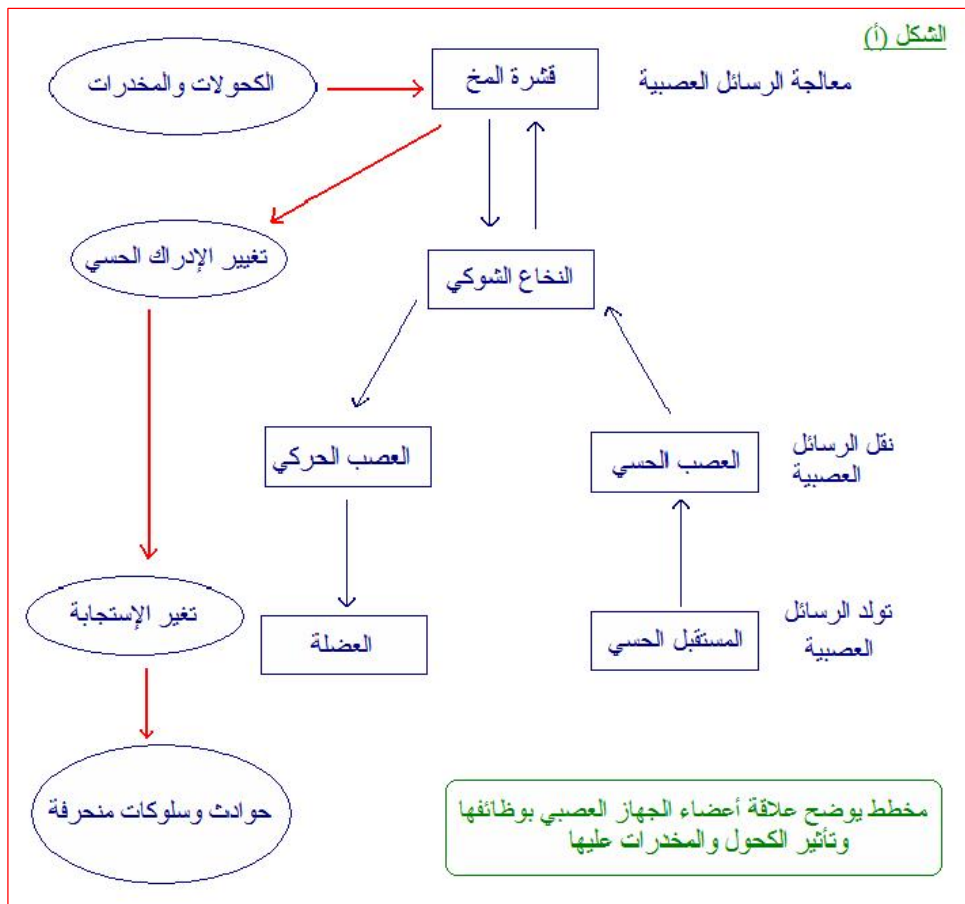 الشكل (أ)
معالجة الرسائل العصبية
قشرة المخ
الكحولات والمخدرات
النخاع الشوكي
تغيير الإدراك الحسي
نقل الرسائل
العصبية
العصب الحسي
العصب الحركي
تولد الرسائل
العصبية
المستقبل الحسي
العضلة
تغير الإستجابة
حوادث وسلوكات منحرفة
مخطط يوضح علاقة أعضاء الجهاز العصبي بوظائفها
وتأثير الكحول والمخدرات عليها